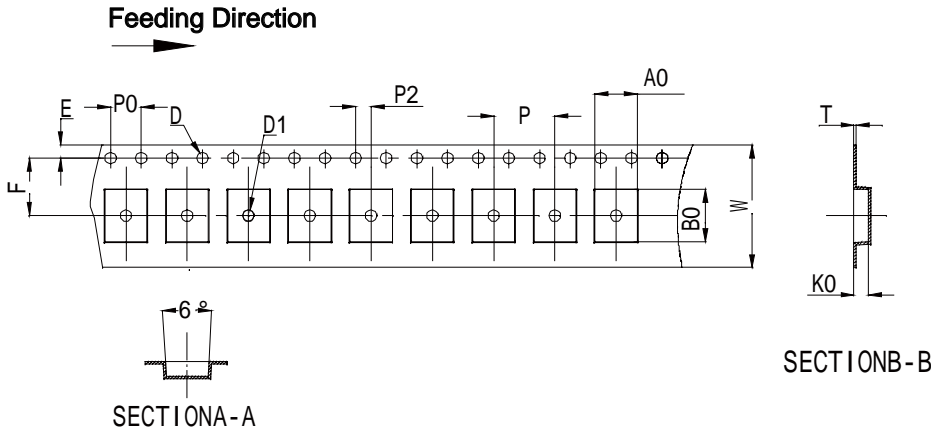 Feeding Direction
A0
E
P0
D
D1
P2
P
T
F
B0
W
K0
6°
SECTIONB-B
SECTIONA-A